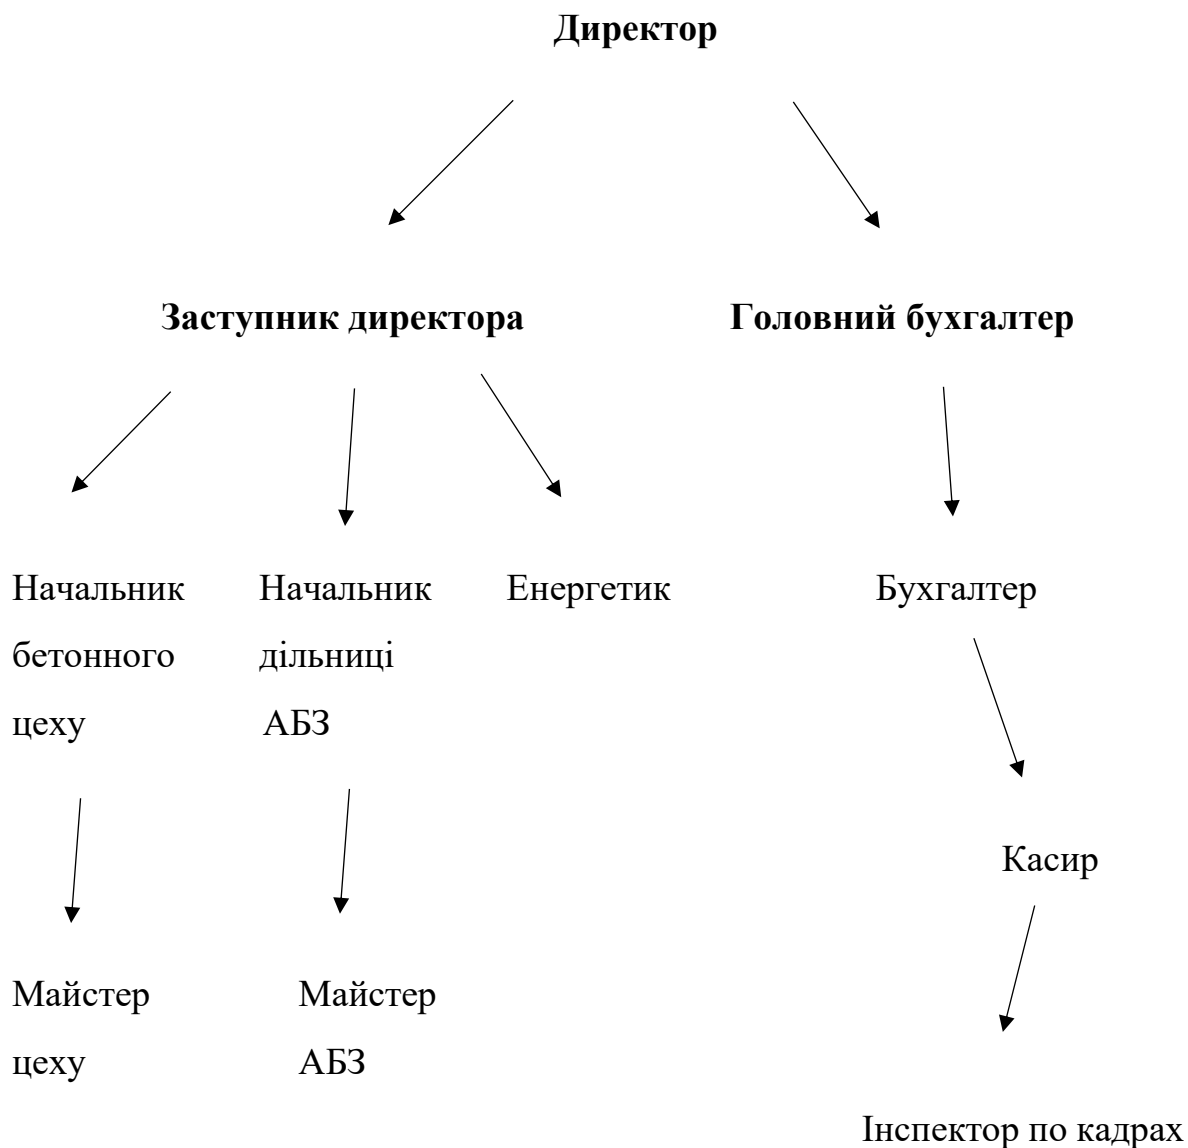 Директор
Заступник директора
Головний бухгалтер
Начальник
бетонного
цеху
Начальник
дільниці
АБЗ
Енергетик
Бухгалтер
Касир
Майстер
цеху
Майстер
АБЗ
Інспектор по кадрах